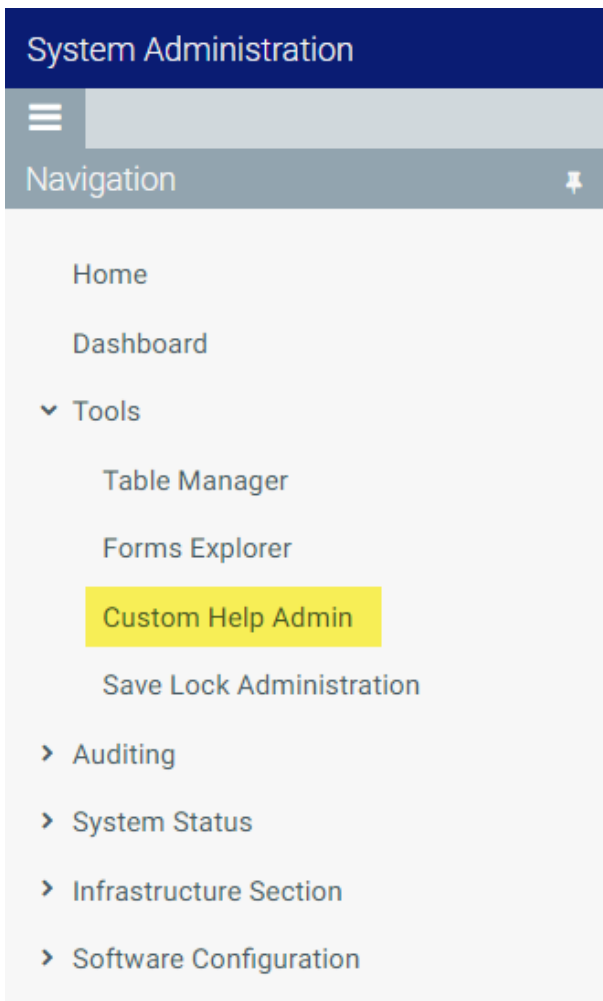 System Administration
Navigation
Home
Dashboard
Tools
Table Manager
Forms Explorer
Custom Help Admin
Save Lock Administration
Auditing
System Status
Infrastructure Section
Software Configuration